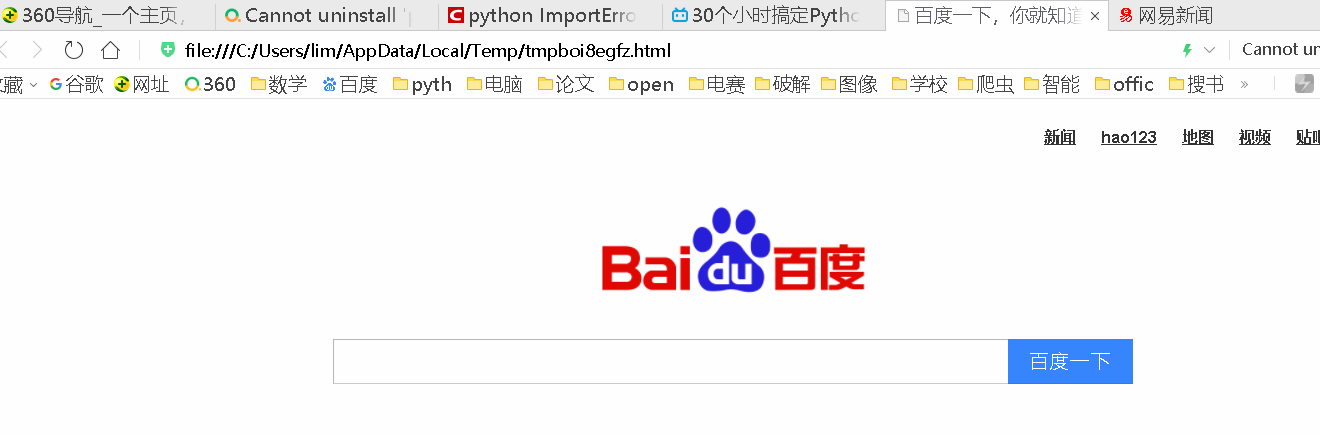 360导航_一个主页, Cannot uninstall 'p python ImportErro 30个小时搞定Pytho 百度一下，你就知道 网易新闻
file:///C:/Users/lim/AppData/Local/Temp/tmpboi8egfz.html Cannot un
收藏 谷歌 网址 360 数学 百度 pyth 电脑 论文 open 电赛 破解 图像 学校 爬虫 智能 offic 搜书 »
新闻 hao123 地图 视频 贴吧
Bai du 百度
百度一下